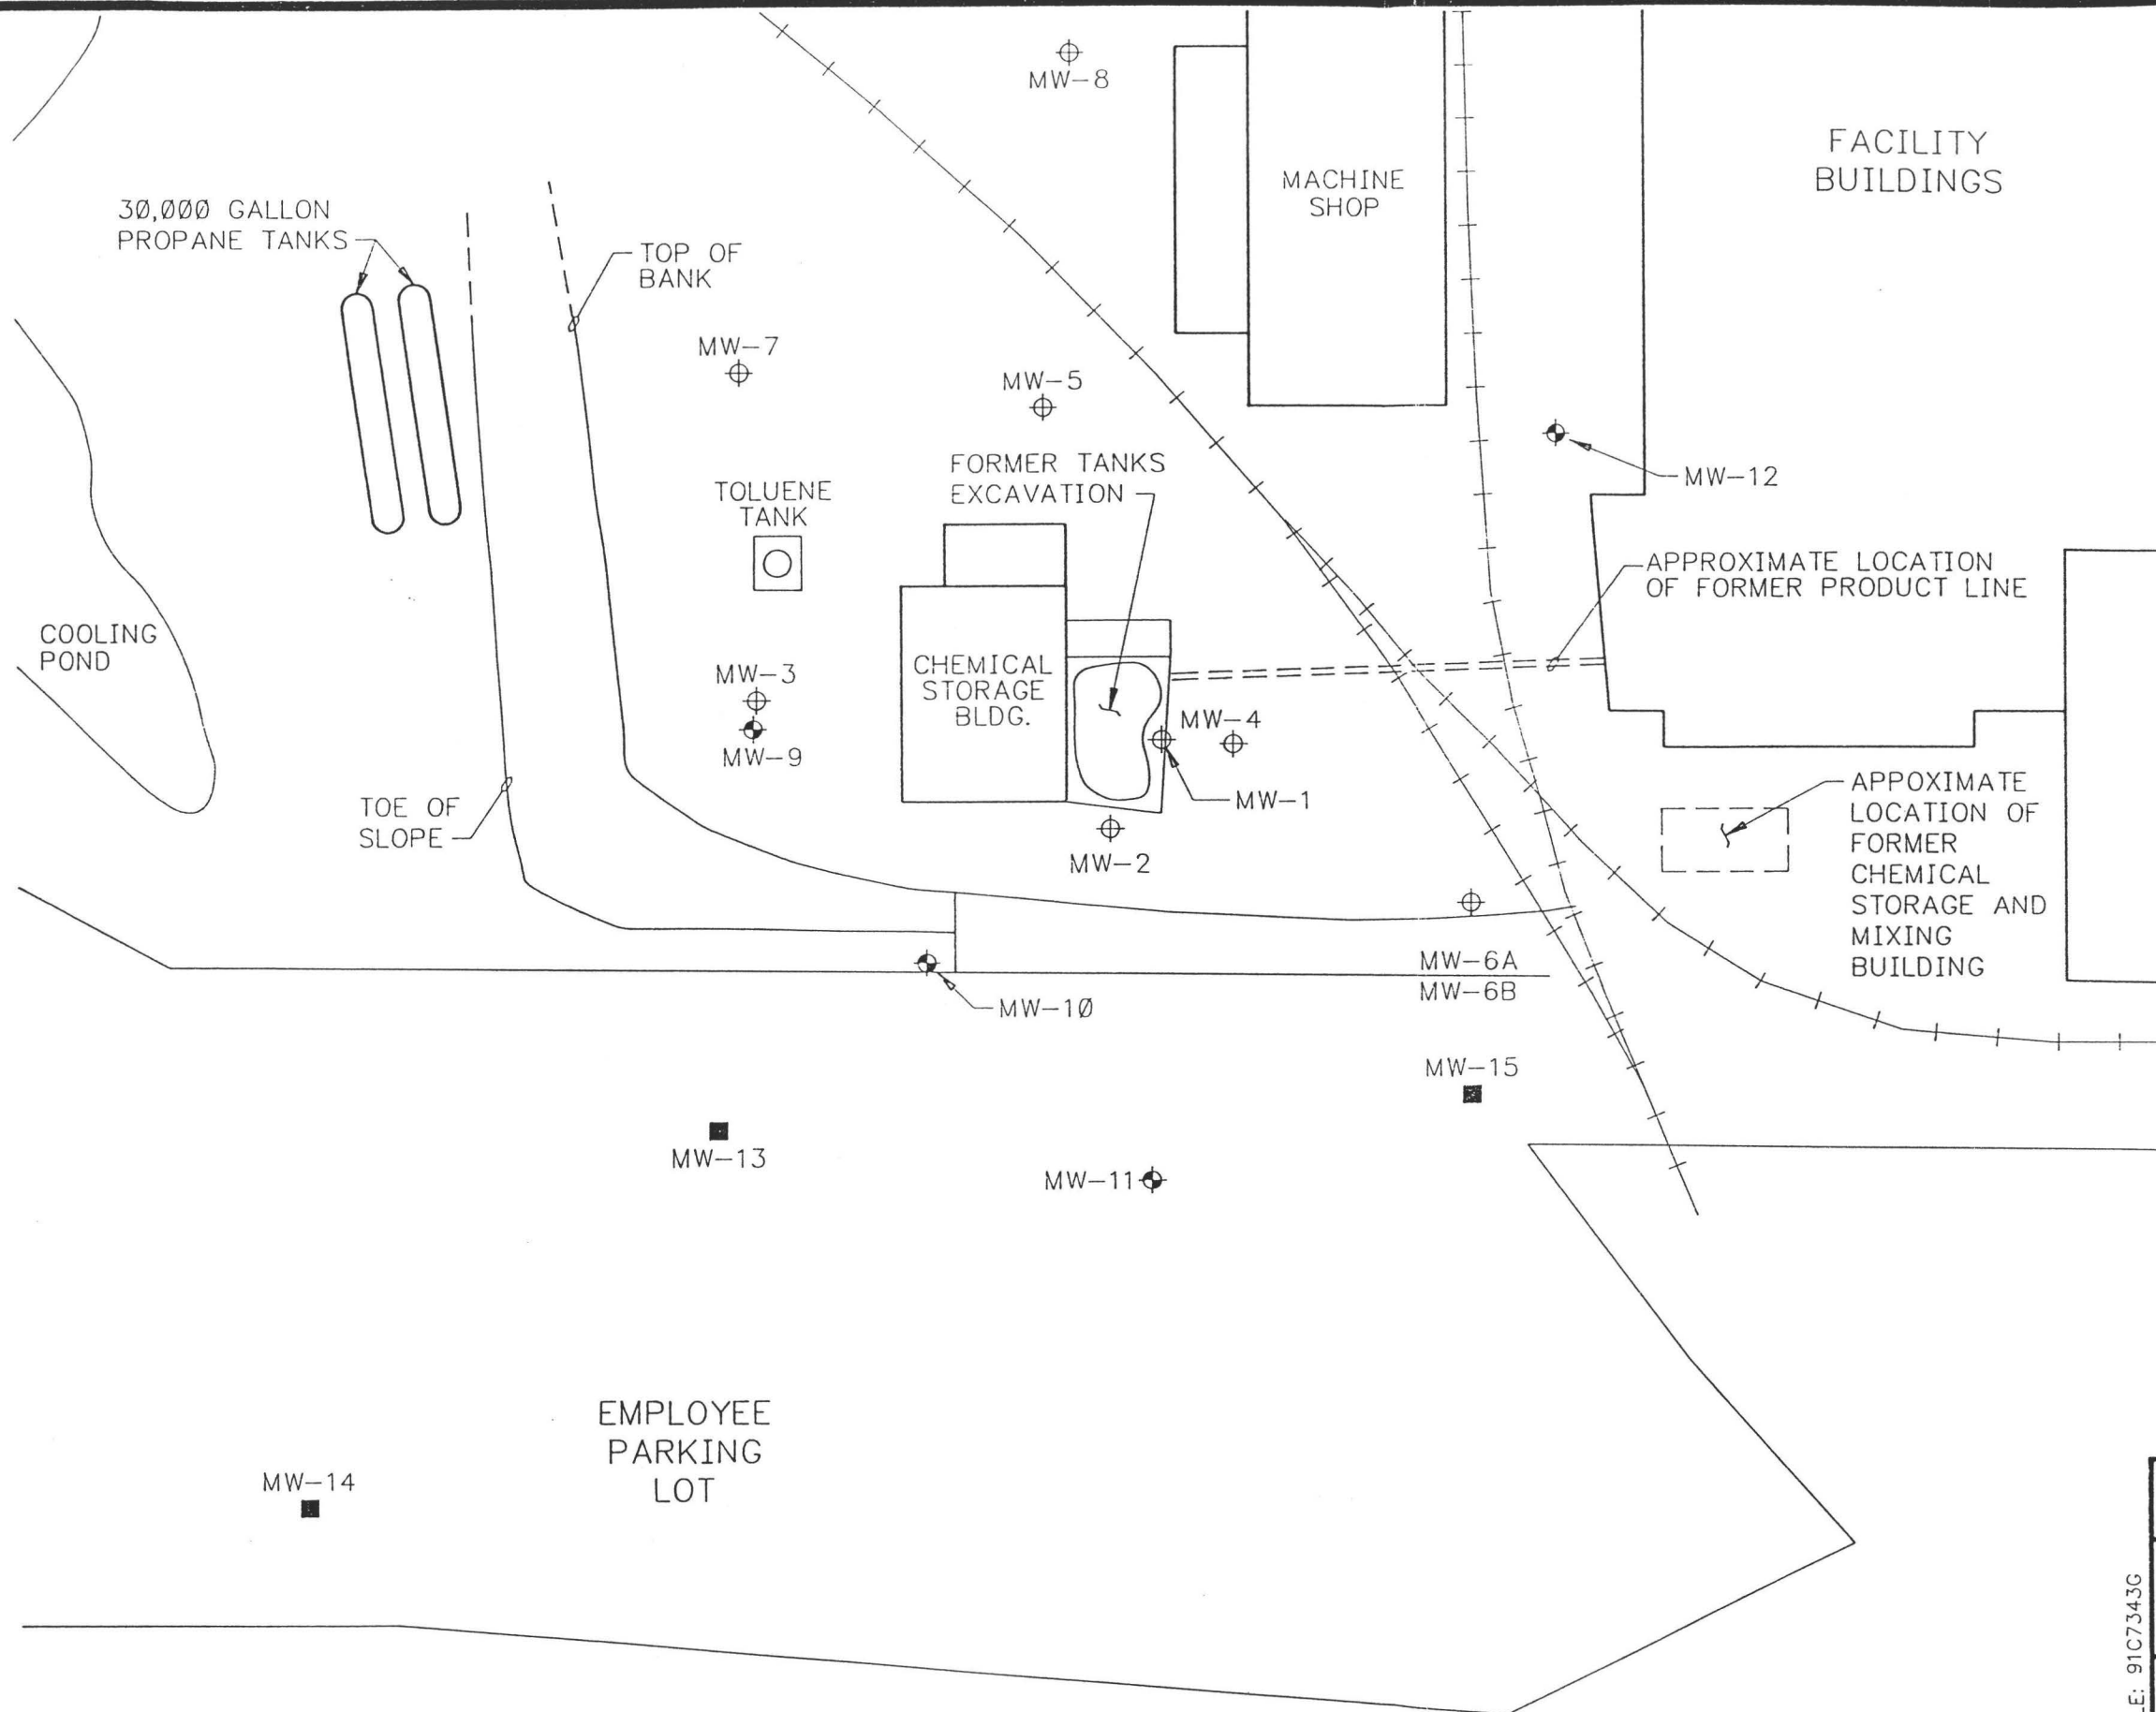 MW-8
FACILITY
BUILDINGS
MACHINE
SHOP
30,000 GALLON
PROPANE TANKS
TOP OF
BANK
MW-7
MW-5
FORMER TANKS
EXCAVATION
MW-12
TOLUENE
TANK
APPROXIMATE LOCATION
OF FORMER PRODUCT LINE
COOLING
POND
CHEMICAL
STORAGE
BLDG.
MW-3
MW-9
MW-4
MW-1
TOE OF
SLOPE
MW-2
APPOXIMATE
LOCATION OF
FORMER
CHEMICAL
STORAGE AND
MIXING
BUILDING
MW-6A
MW-6B
MW-10
MW-15
MW-13
MW-11
EMPLOYEE
PARKING
LOT
MW-14
E: 91C7343G